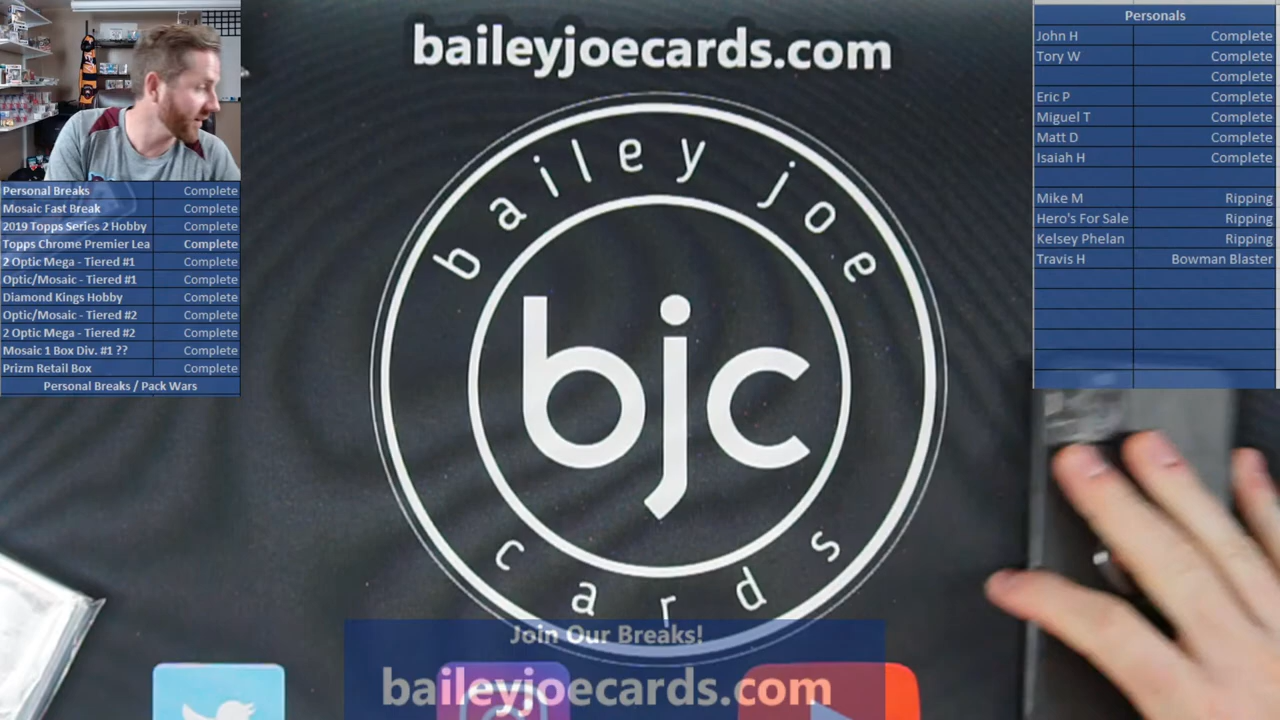 baileyjoecards.com
Personals
John H Complete
Tory W Complete
Complete
Eric P Complete
Miguel T Complete
Matt D Complete
Isaiah H Complete
Mike M Ripping
Hero's For Sale Ripping
Kelsey Phelan Ripping
Travis H Bowman Blaster
Personal Breaks Complete
Mosaic Fast Break Complete
2019 Topps Series 2 Hobby Complete
Topps Chrome Premier Lea Complete
2 Optic Mega - Tiered #1 Complete
Optic/Mosaic - Tiered #1 Complete
Diamond Kings Hobby Complete
Optic/Mosaic - Tiered #2 Complete
2 Optic Mega - Tiered #2 Complete
Mosaic 1 Box Div. #1 ?? Complete
Prizm Retail Box Complete
Personal Breaks / Pack Wars
bailey joe
bjc
cards
Join Our Breaks!
baileyjoecards.com